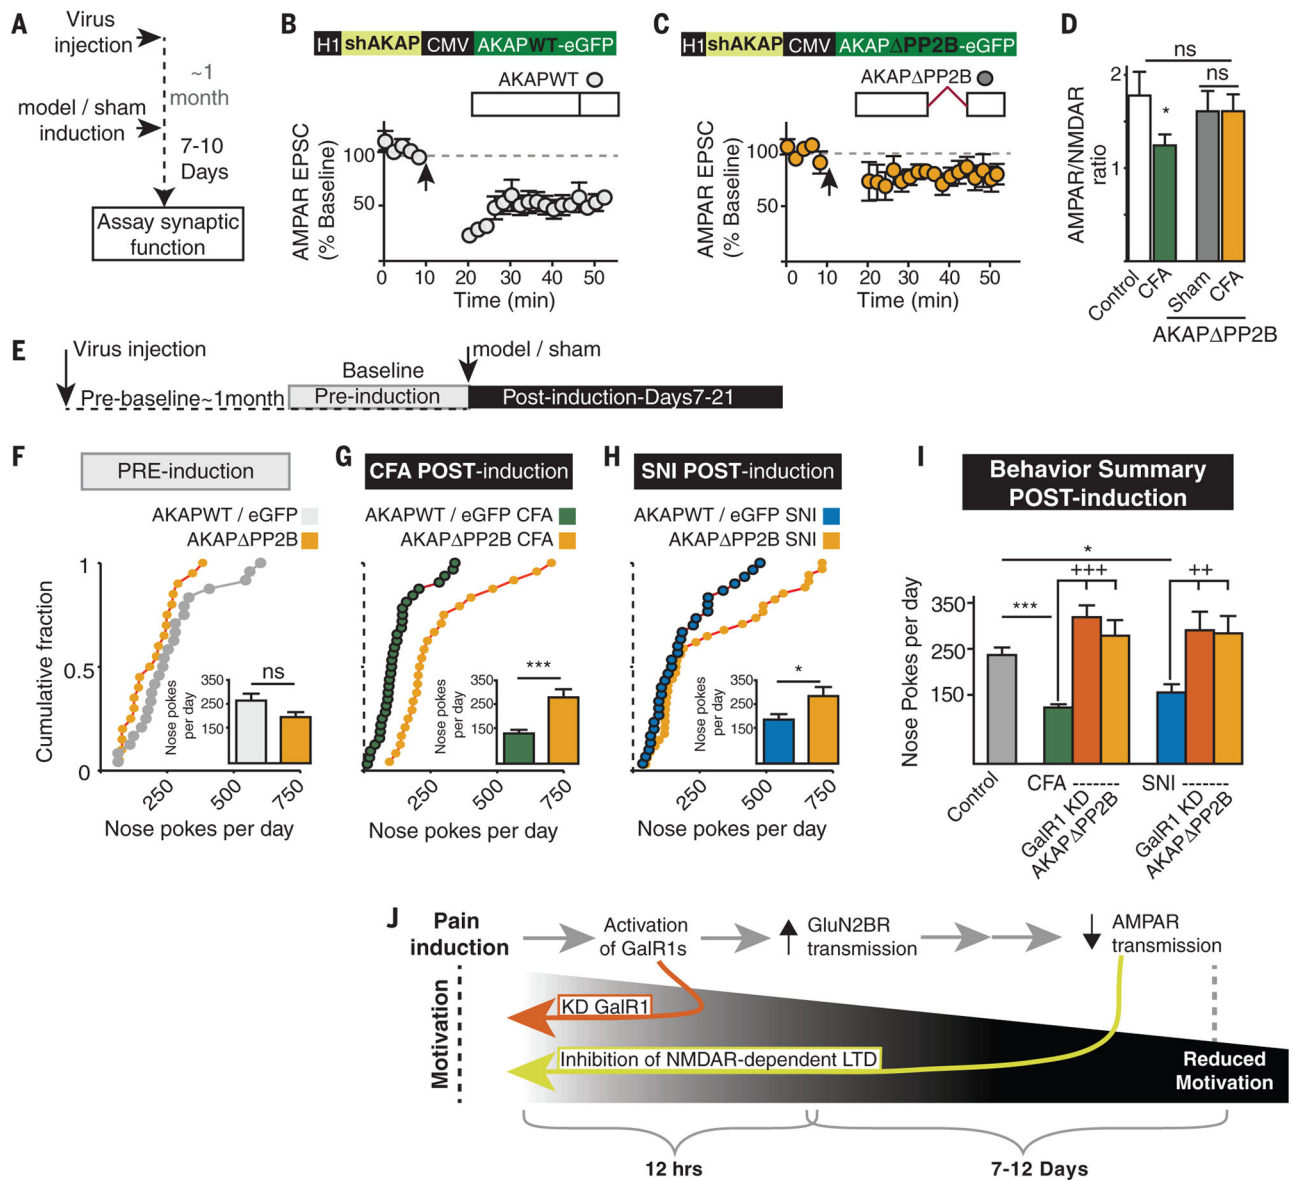 A
Virus
injection
~1
month
model / sham
induction
7-10
Days
Assay synaptic
function
B
H1 shAKAP CMV AKAPWT-eGFP
AKAPWT
AMPAR EPSC
(% Baseline)
100
50
0 10 20 30 40 50
Time (min)
C
H1 shAKAP CMV AKAPΔPP2B-eGFP
AKAPΔPP2B
AMPAR EPSC
(% Baseline)
100
50
0 10 20 30 40 50
Time (min)
D
ns
ns
*
AMPAR/NMDAR
ratio
2
1
Control
CFA
Sham
CFA
AKAPΔPP2B
E
Virus injection
model / sham
Baseline
Pre-baseline~1month
Pre-induction
Post-induction-Days7-21
F
PRE-induction
AKAPWT / eGFP
AKAPΔPP2B
Cumulative fraction
1
0.5
0
ns
Nose pokes
per day
350
250
150
250
500
750
Nose pokes per day
G
CFA POST-induction
AKAPWT / eGFP CFA
AKAPΔPP2B CFA
***
Nose pokes
per day
350
250
150
250
500
750
Nose pokes per day
H
SNI POST-induction
AKAPWT / eGFP SNI
AKAPΔPP2B SNI
*
Nose pokes
per day
350
250
150
250
500
750
Nose pokes per day
I
Behavior Summary
POST-induction
*
+++
++
***
Nose Pokes per day
350
250
150
Control
CFA --------
GalR1 KD
AKAPΔPP2B
SNI --------
GalR1 KD
AKAPΔPP2B
J
Pain
induction
Activation
of GalR1s
GluN2BR
transmission
AMPAR
transmission
Motivation
KD GalR1
Inhibition of NMDAR-dependent LTD
Reduced
Motivation
12 hrs
7-12 Days